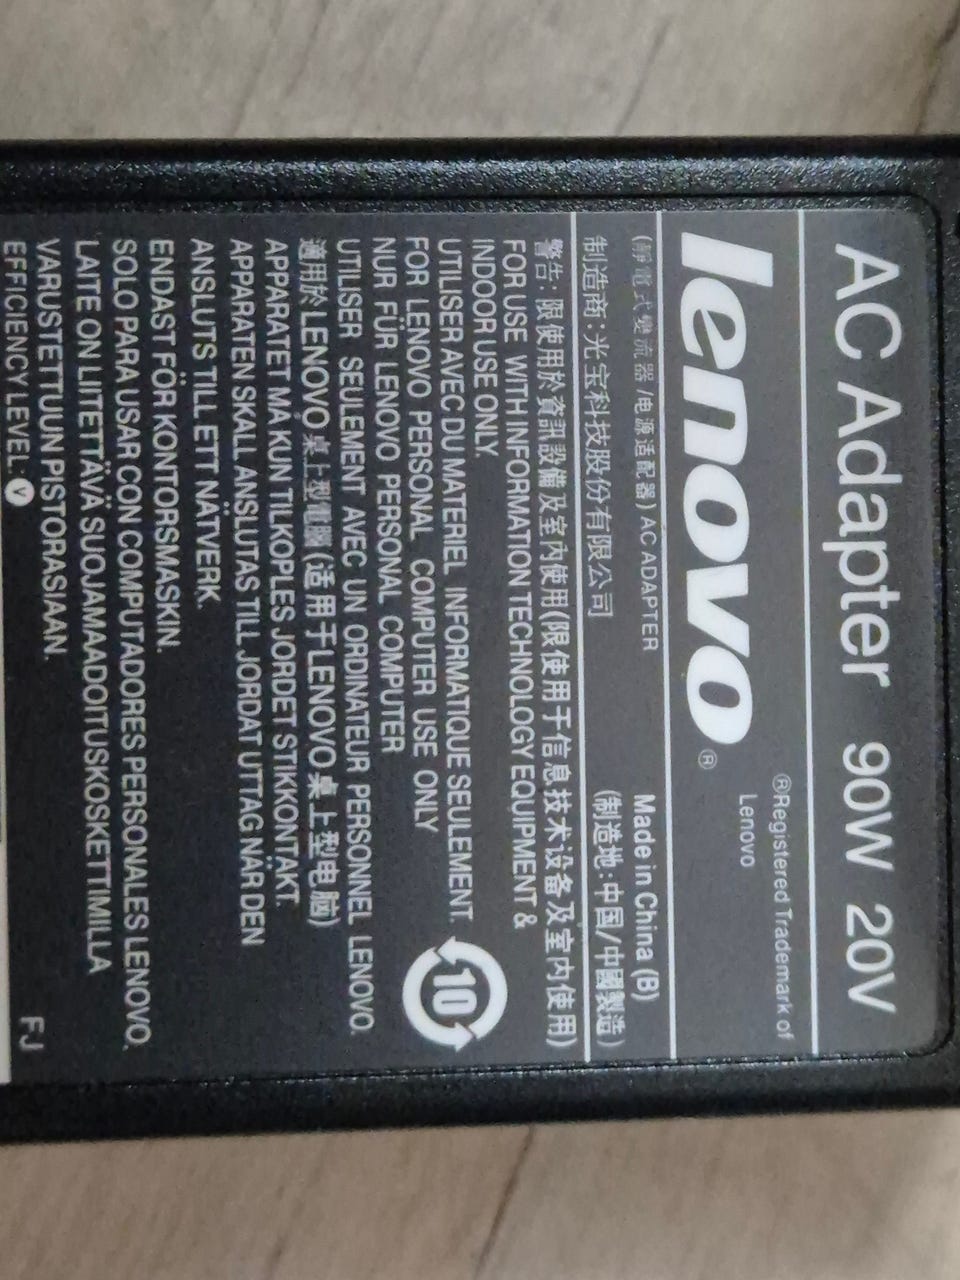 AC Adapter 90W 20V
®Registered Trademark of
Lenovo
lenovo®
(靜電式變流器/电源适配器) AC ADAPTER
Made in China (B)
制造商:光宝科技股份有限公司
(制造地:中国/中國製造)
警告: 限使用於資訊設備及室內使用(限使用于信息技术设备及室内使用)
FOR USE WITH INFORMATION TECHNOLOGY EQUIPMENT &
INDOOR USE ONLY.
UTILISER AVEC DU MATERIEL INFORMATIQUE SEULEMENT.
FOR LENOVO PERSONAL COMPUTER USE ONLY
NUR FÜR LENOVO PERSONAL COMPUTER
10
UTILISER SEULEMENT AVEC UN ORDINATEUR PERSONNEL LENOVO.
適用於 LENOVO 桌上型電腦(适用于LENOVO桌上型电脑)
APPARATET MA KUN TILKOPLES JORDET STIKKONTAKT.
APPARATEN SKALL ANSLUTAS TILL JORDAT UTTAG NÄR DEN
ANSLUTS TILL ETT NÄTVERK.
ENDAST FÖR KONTORSMASKIN.
SOLO PARA USAR CON COMPUTADORES PERSONALES LENOVO.
LAITE ON LIITETTÄVÄ SUOJAMAADOITUSKOSKETTIMILLA
VARUSTETTUUN PISTORASIAAN.
EFFICIENCY LEVEL: V
FJ